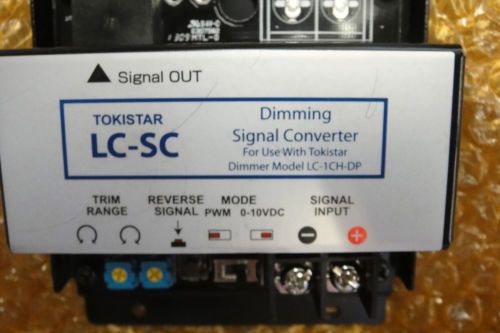 Signal OUT
TOKISTAR
LC-SC
Dimming
Signal Converter
For Use With Tokistar
Dimmer Model LC-1CH-DP
TRIM
RANGE
REVERSE
SIGNAL
MODE
PWM 0-10VDC
SIGNAL
INPUT